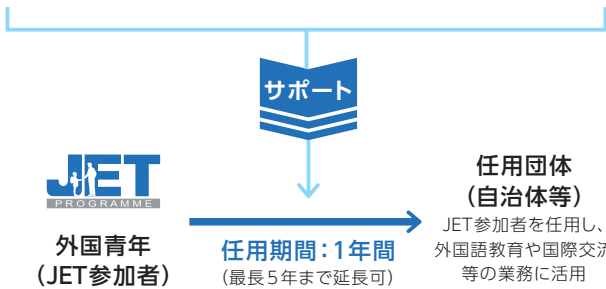 サポート
JET
PROGRAMME
外国青年
（JET参加者）
任用期間：1年間
（最長5年まで延長可）
任用団体
（自治体等）
JET参加者を任用し、
外国語教育や国際交流
等の業務に活用